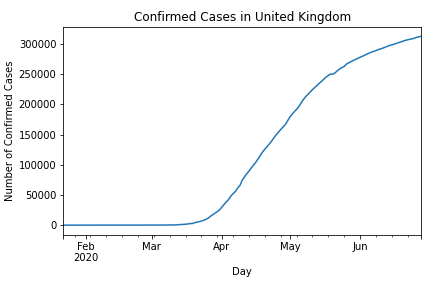 Confirmed Cases in United Kingdom
Number of Confirmed Cases
300000
250000
200000
150000
100000
50000
0
Feb Mar Apr May Jun
2020
Day